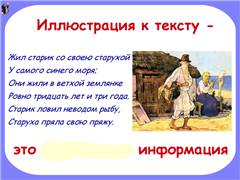 Иллюстрация к тексту -
Жил старик со своею старухой
У самого синего моря;
Они жили в ветхой землянке
Ровно тридцать лет и три года.
Старик ловил неводом рыбу,
Старуха пряла свою пряжу.
это информация